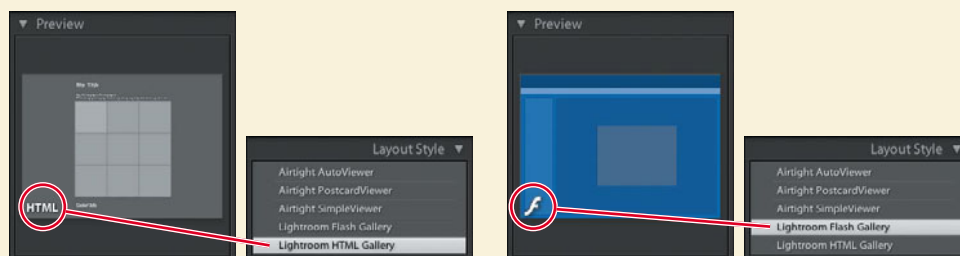 Preview
HTML
Layout Style
Airtight AutoViewer
Airtight PostcardViewer
Airtight SimpleViewer
Lightroom Flash Gallery
Lightroom HTML Gallery
Preview
f
Layout Style
Airtight AutoViewer
Airtight PostcardViewer
Airtight SimpleViewer
Lightroom Flash Gallery
Lightroom HTML Gallery